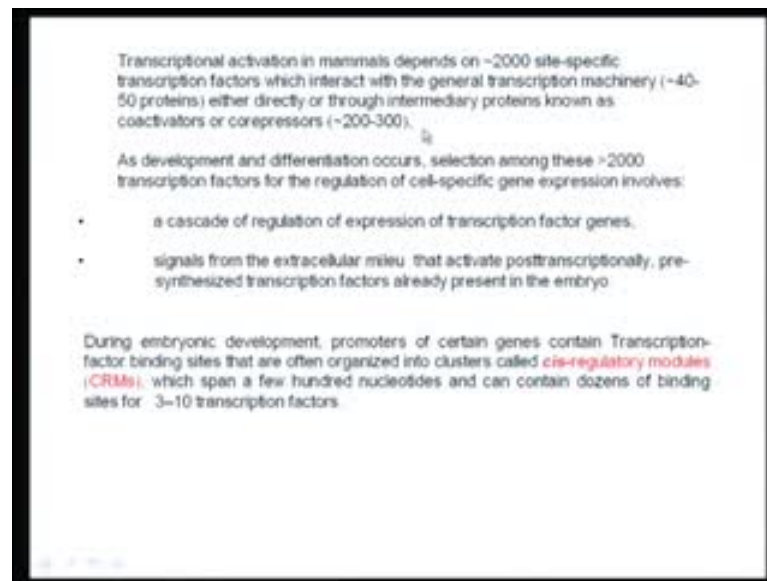 Transcriptional activation in mammals depends on ~2000 site-specific
transcription factors which interact with the general transcription machinery (~40-
50 proteins) either directly or through intermediary proteins known as
coactivators or corepressors (~200-300).
As development and differentiation occurs, selection among these >2000
transcription factors for the regulation of cell-specific gene expression involves:
• a cascade of regulation of expression of transcription factor genes,
• signals from the extracellular mileu that activate posttranscriptionally, pre-
synthesized transcription factors already present in the embryo
During embryonic development, promoters of certain genes contain Transcription-
factor binding sites that are often organized into clusters called cis-regulatory modules
(CRMs), which span a few hundred nucleotides and can contain dozens of binding
sites for 3–10 transcription factors